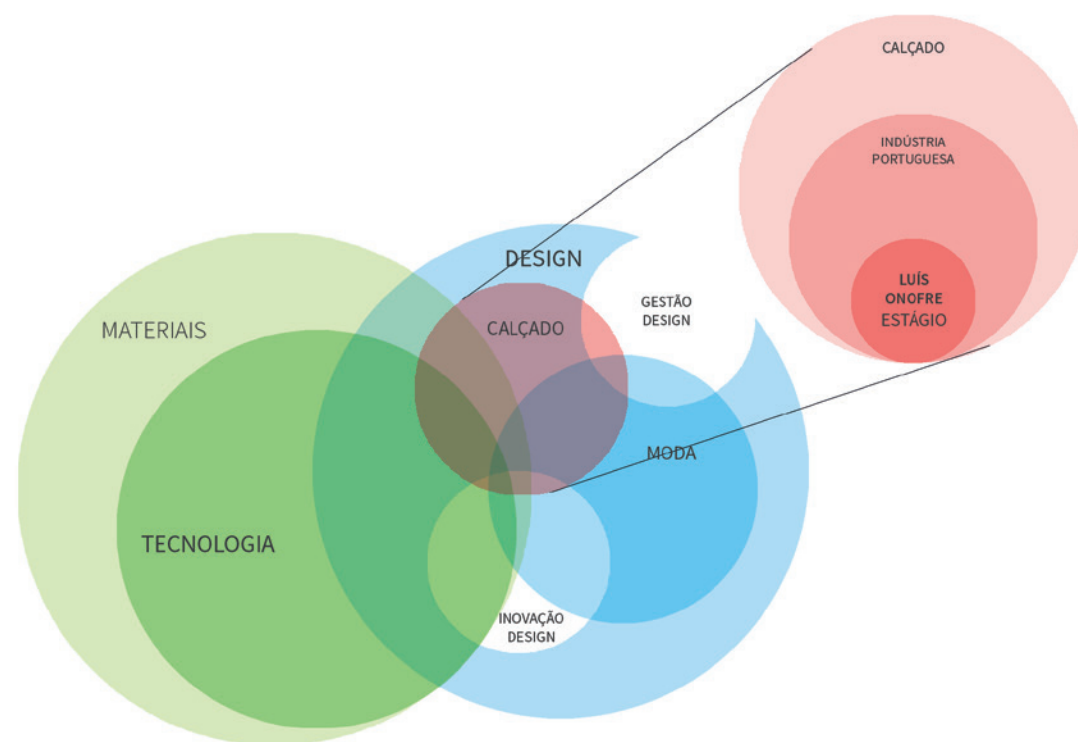 CALÇADO
INDÚSTRIA
PORTUGUESA
LUÍS
ONOFRE
ESTÁGIO
DESIGN
GESTÃO
DESIGN
MATERIAIS
CALÇADO
MODA
TECNOLOGIA
INOVAÇÃO
DESIGN